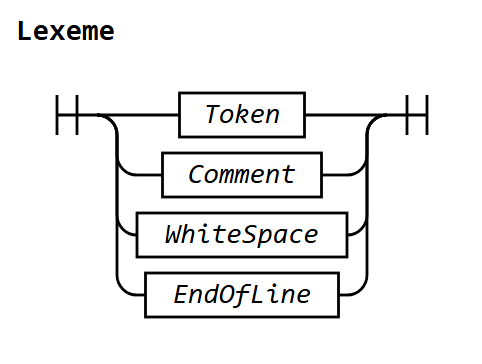 Lexeme
Token
Comment
WhiteSpace
EndOfLine